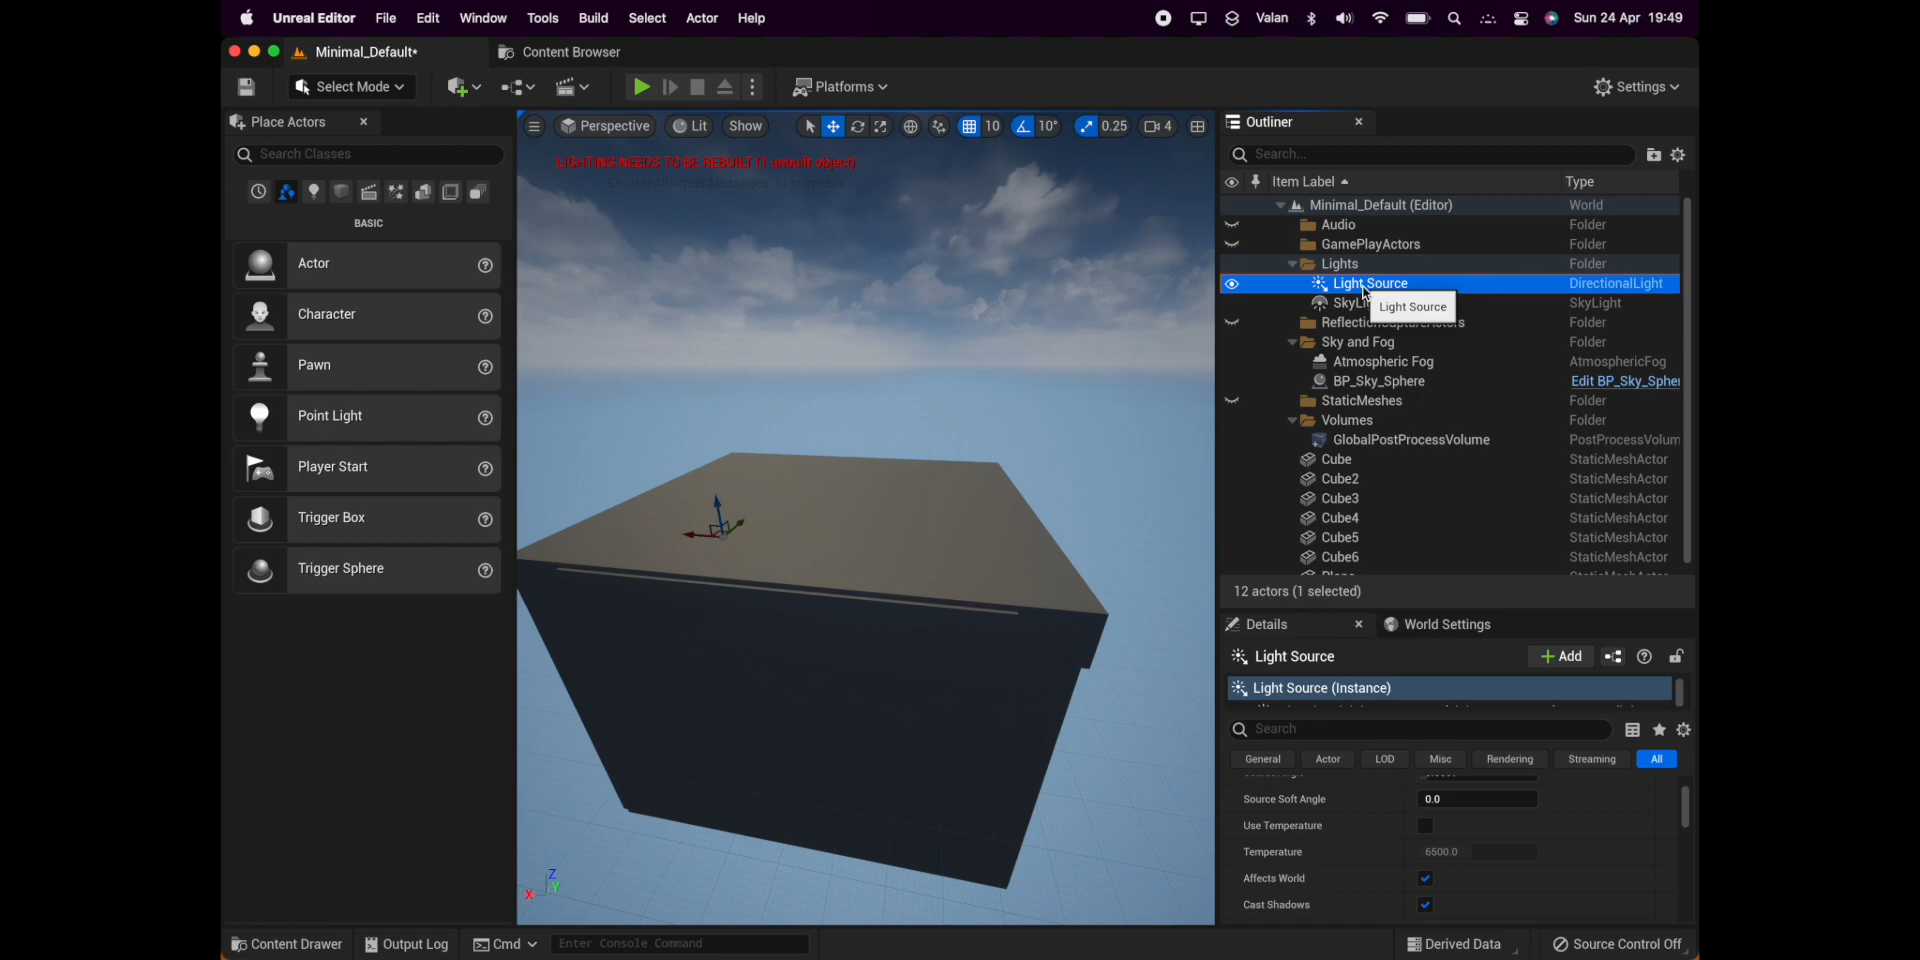 Unreal Editor File Edit Window Tools Build Select Actor Help
Valan Sun 24 Apr 19:49
Minimal_Default* Content Browser
Select Mode Platforms Settings
Place Actors
Search Classes
BASIC
Actor
Character
Pawn
Point Light
Player Start
Trigger Box
Trigger Sphere
Perspective Lit Show 10 10° 0.25 4
LIGHTING NEEDS TO BE REBUILT (1 unbuilt object)
'DisableAllScreenMessages' to suppress
Z
Y
X
Outliner
Search...
Item Label Type
Minimal_Default (Editor) World
Audio Folder
GamePlayActors Folder
Lights Folder
Light Source DirectionalLight
SkyLi SkyLight
Light Source
Folder
Sky and Fog Folder
Atmospheric Fog AtmosphericFog
BP_Sky_Sphere Edit BP_Sky_Spher
StaticMeshes Folder
Volumes Folder
GlobalPostProcessVolume PostProcessVolum
Cube StaticMeshActor
Cube2 StaticMeshActor
Cube3 StaticMeshActor
Cube4 StaticMeshActor
Cube5 StaticMeshActor
Cube6 StaticMeshActor
12 actors (1 selected)
Details World Settings
Light Source Add
Light Source (Instance)
Search
General Actor LOD Misc Rendering Streaming All
Source Soft Angle 0.0
Use Temperature
Temperature 6500.0
Affects World
Cast Shadows
Content Drawer Output Log Cmd Enter Console Command
Derived Data Source Control Off